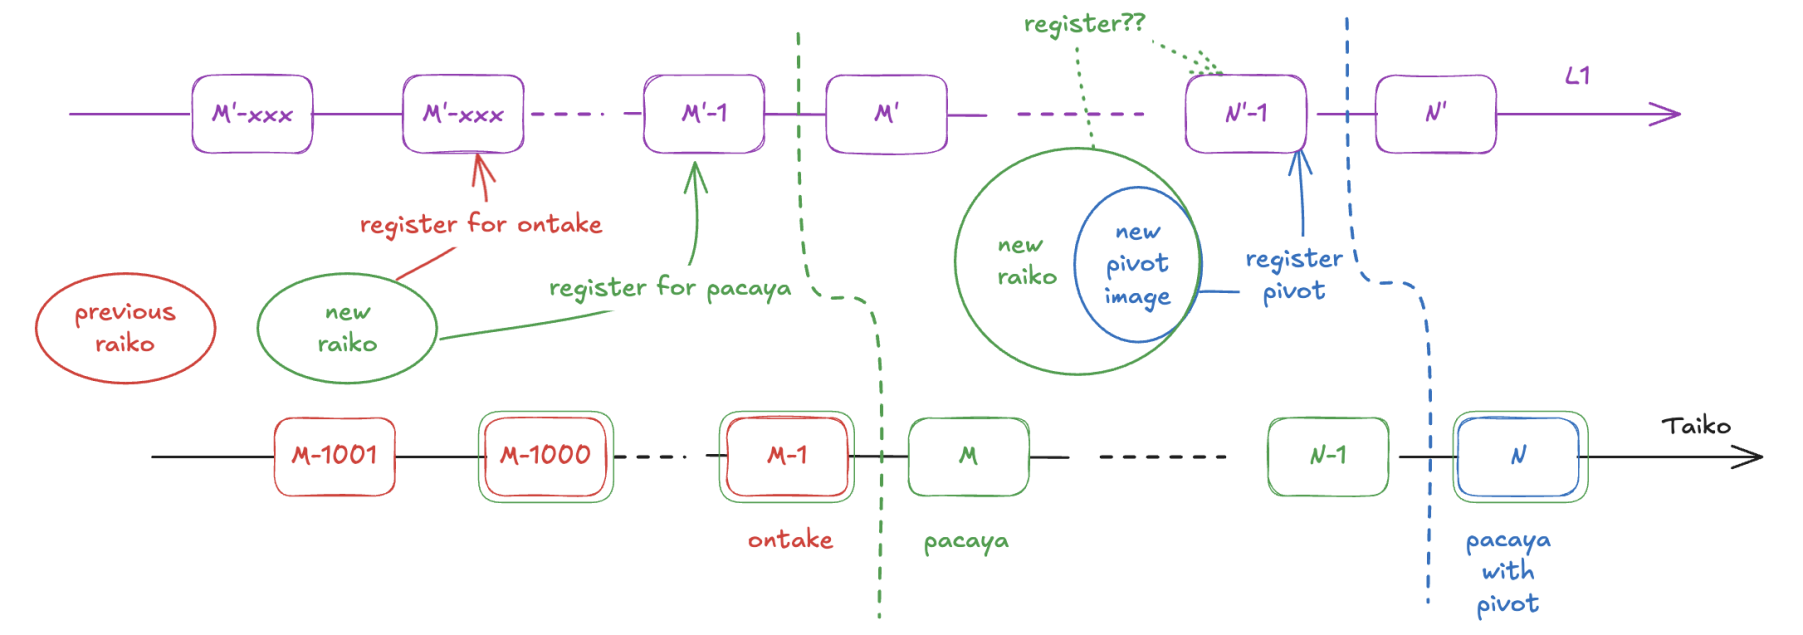 register??
L1
M'-xxx
M'-xxx
M'-1
M'
N'-1
N'
register for ontake
new
raiko
new
pivot
image
register
pivot
register for pacaya
previous
raiko
new
raiko
Taiko
M-1001
M-1000
M-1
M
N-1
N
ontake
pacaya
pacaya
with
pivot